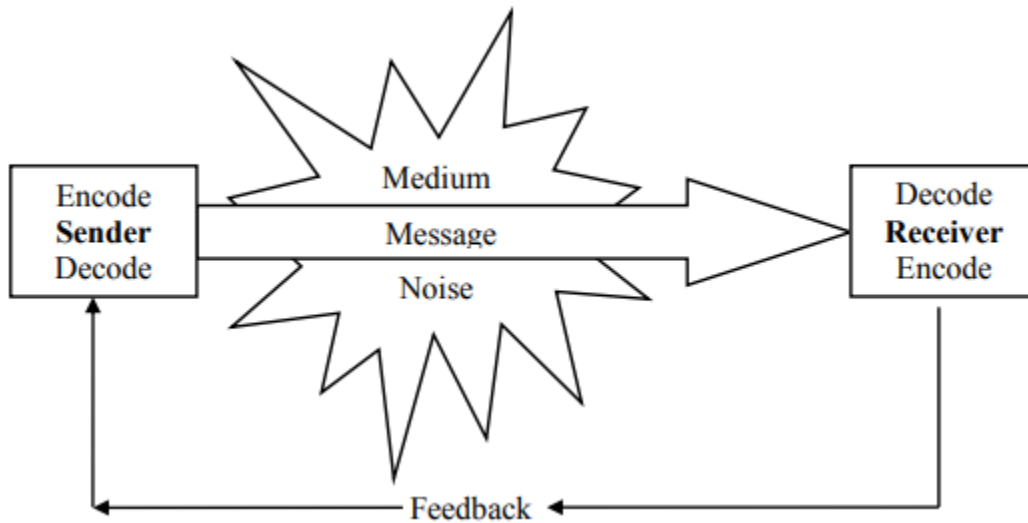 Encode
Sender
Decode
Medium
Message
Noise
Decode
Receiver
Encode
Feedback